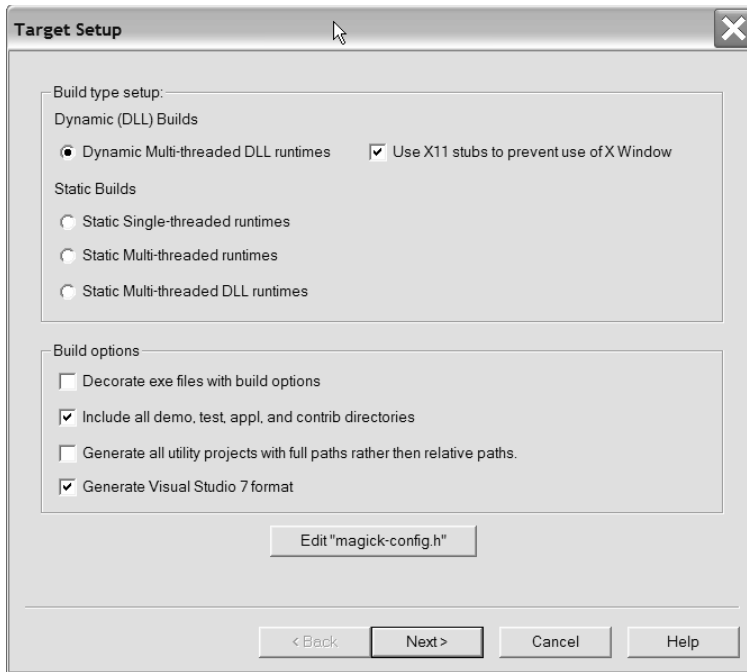 Target Setup
Build type setup:
Dynamic (DLL) Builds
Dynamic Multi-threaded DLL runtimes
Use X11 stubs to prevent use of X Window
Static Builds
Static Single-threaded runtimes
Static Multi-threaded runtimes
Static Multi-threaded DLL runtimes
Build options
Decorate exe files with build options
Include all demo, test, appl, and contrib directories
Generate all utility projects with full paths rather then relative paths.
Generate Visual Studio 7 format
Edit "magick-config.h"
< Back
Next >
Cancel
Help